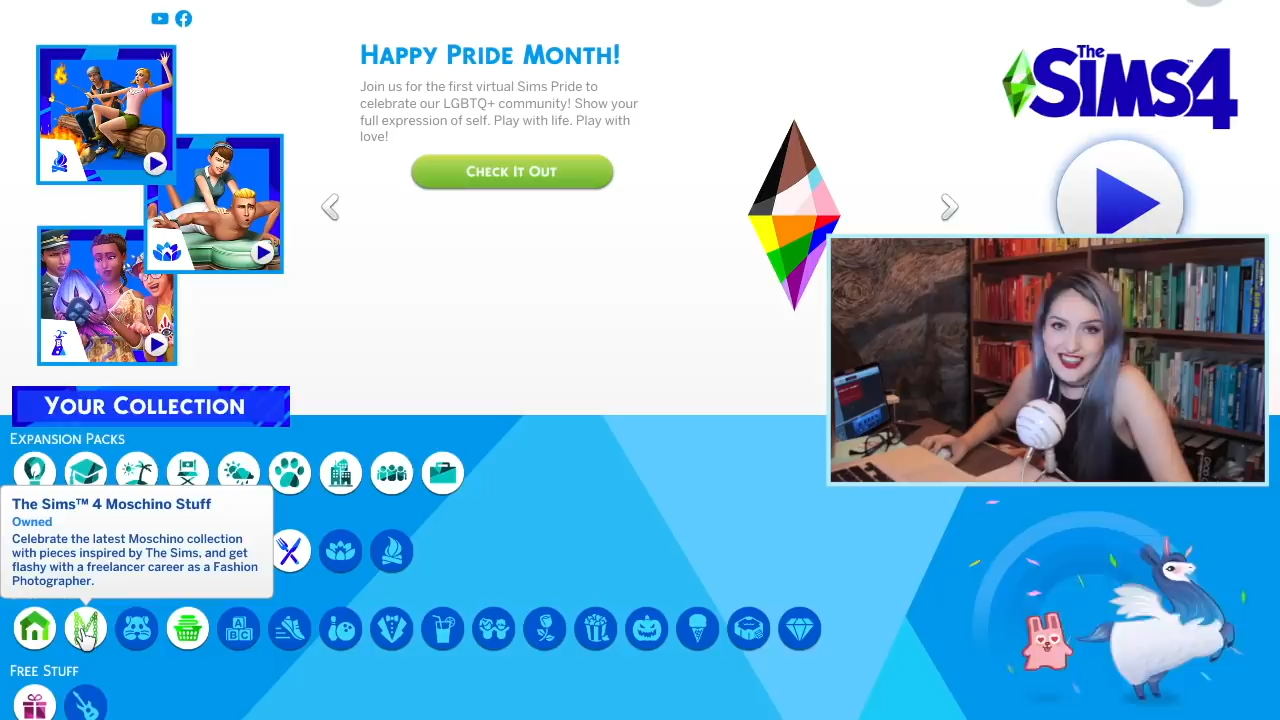 HAPPY PRIDE MONTH!
Join us for the first virtual Sims Pride to
celebrate our LGBTQ+ community! Show your
full expression of self. Play with life. Play with
love!
CHECK IT OUT
The SIMS 4
YOUR COLLECTION
EXPANSION PACKS
The Sims™ 4 Moschino Stuff
Owned
Celebrate the latest Moschino collection
with pieces inspired by The Sims, and get
flashy with a freelancer career as a Fashion
Photographer.
A B
BC
FREE STUFF